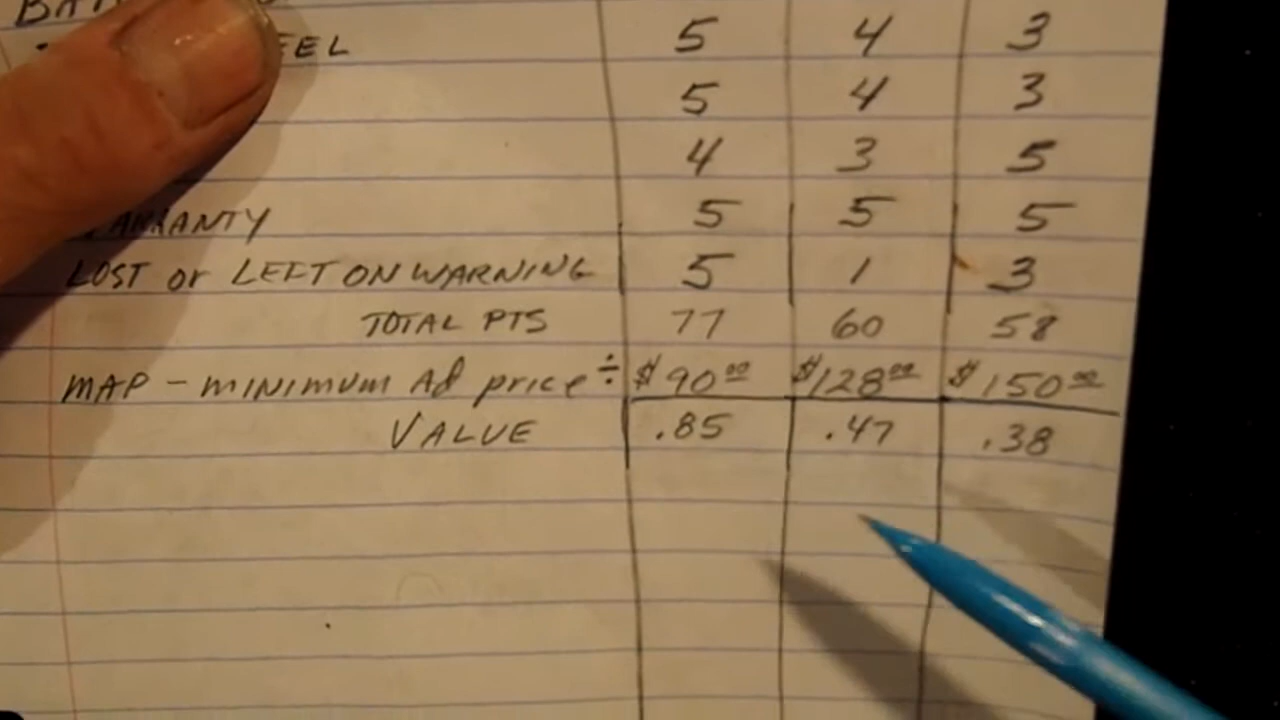 5 4 3
5 4 3
4 3 5
WARRANTY 5 5 5
LOST or LEFT ON WARNING 5 1 3
TOTAL PTS 77 60 58
MAP - MINIMUM Ad price ÷ $90.00 $128.00 $150.00
VALUE .85 .47 .38